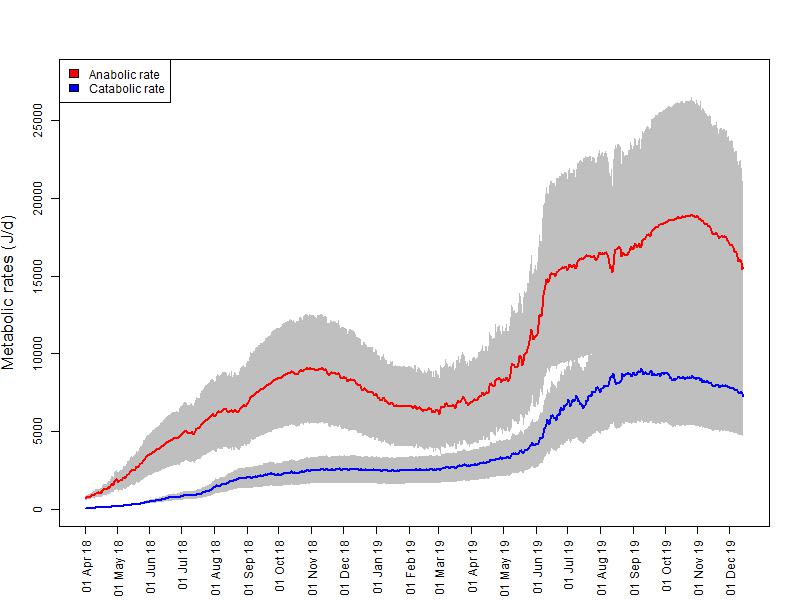 Anabolic rate
Catabolic rate
Metabolic rates (J/d)
25000
20000
15000
10000
5000
0
01 Apr 18
01 May 18
01 Jun 18
01 Jul 18
01 Aug 18
01 Sep 18
01 Oct 18
01 Nov 18
01 Dec 18
01 Jan 19
01 Feb 19
01 Mar 19
01 Apr 19
01 May 19
01 Jun 19
01 Jul 19
01 Aug 19
01 Sep 19
01 Oct 19
01 Nov 19
01 Dec 19